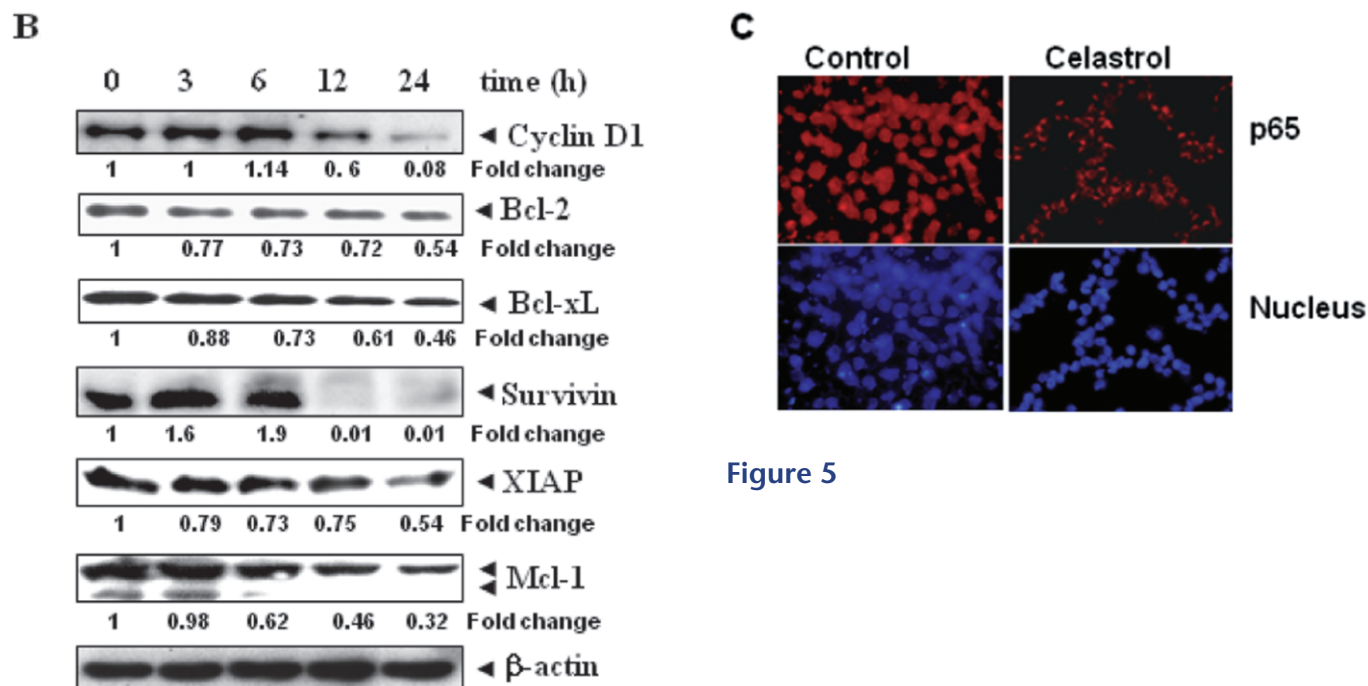 B
0 3 6 12 24 time (h)
◄ Cyclin D1
1 1 1.14 0. 6 0.08 Fold change
◄ Bcl-2
1 0.77 0.73 0.72 0.54 Fold change
◄ Bcl-xL
1 0.88 0.73 0.61 0.46 Fold change
◄ Survivin
1 1.6 1.9 0.01 0.01 Fold change
◄ XIAP
1 0.79 0.73 0.75 0.54 Fold change
◄ Mcl-1
1 0.98 0.62 0.46 0.32 Fold change
◄ β-actin
C
Control Celastrol
p65
Nucleus
Figure 5